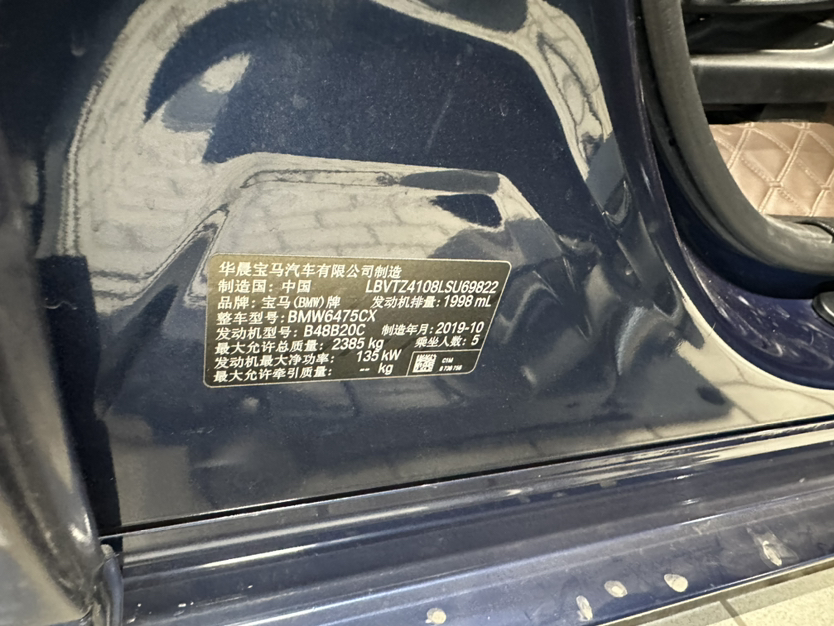 华晨宝马汽车有限公司制造
制造国：中国 LBVTZ4108LSU69822
品牌：宝马(BMW)牌 发动机排量：1998 mL
整车型号：BMW6475CX
发动机型号：B48B20C 制造年月：2019-10
最大允许总质量：2385 kg 乘坐人数：5
发动机最大净功率：135 kW
最大允许牵引质量：-- kg